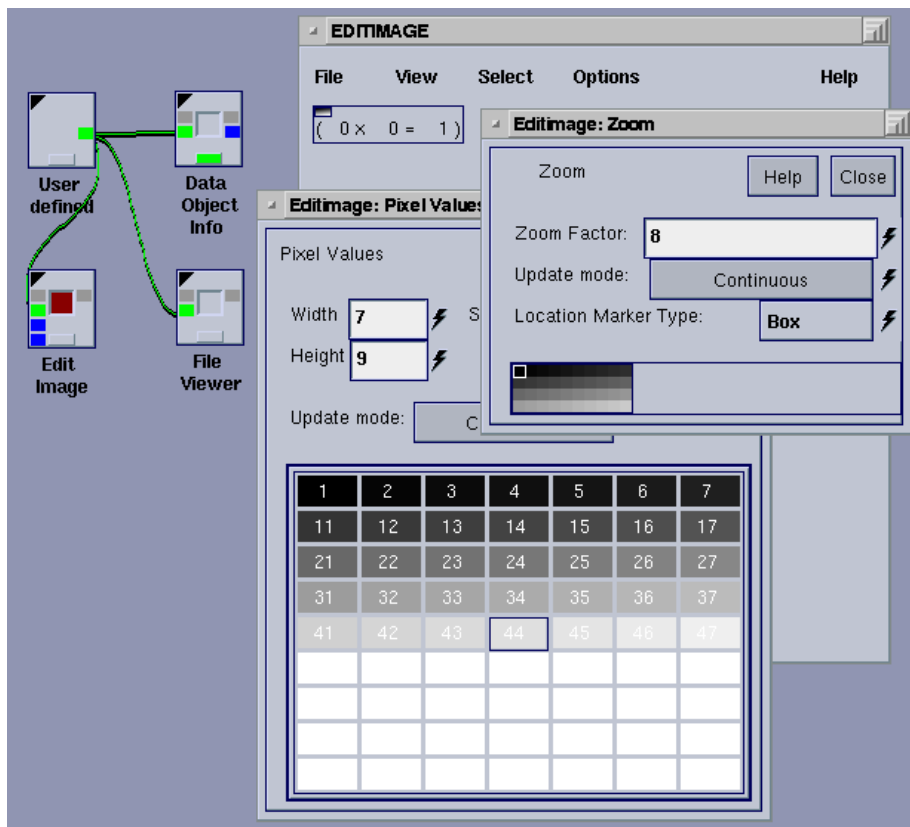 EDITIMAGE
File View Select Options Help
( 0 x 0 = 1 )
User
defined
Data
Object
Info
Edit
Image
File
Viewer
Editimage: Zoom
Zoom Help Close
Zoom Factor: 8
Update mode: Continuous
Location Marker Type: Box
Editimage: Pixel Values
Pixel Values
Width 7 S
Height 9
Update mode: C
1 2 3 4 5 6 7
11 12 13 14 15 16 17
21 22 23 24 25 26 27
31 32 33 34 35 36 37
41 42 43 44 45 46 47